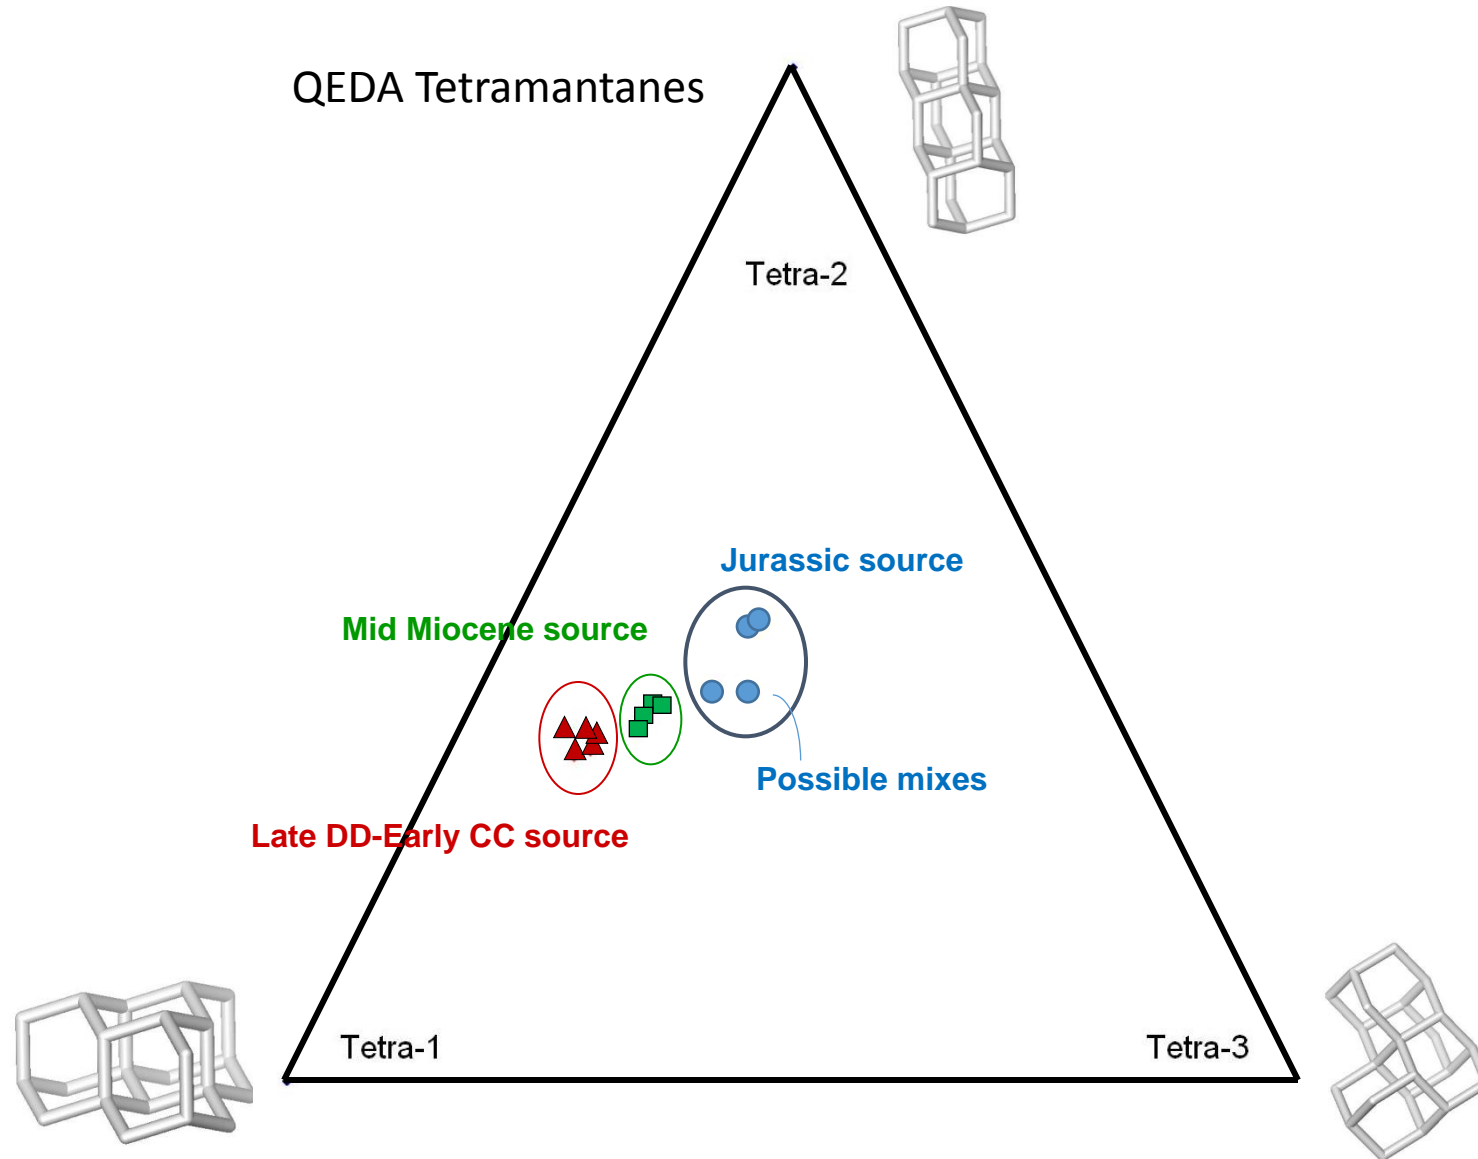 QEDA Tetramantanes
Tetra-2
Jurassic source
Mid Miocene source
Possible mixes
Late DD-Early CC source
Tetra-1
Tetra-3